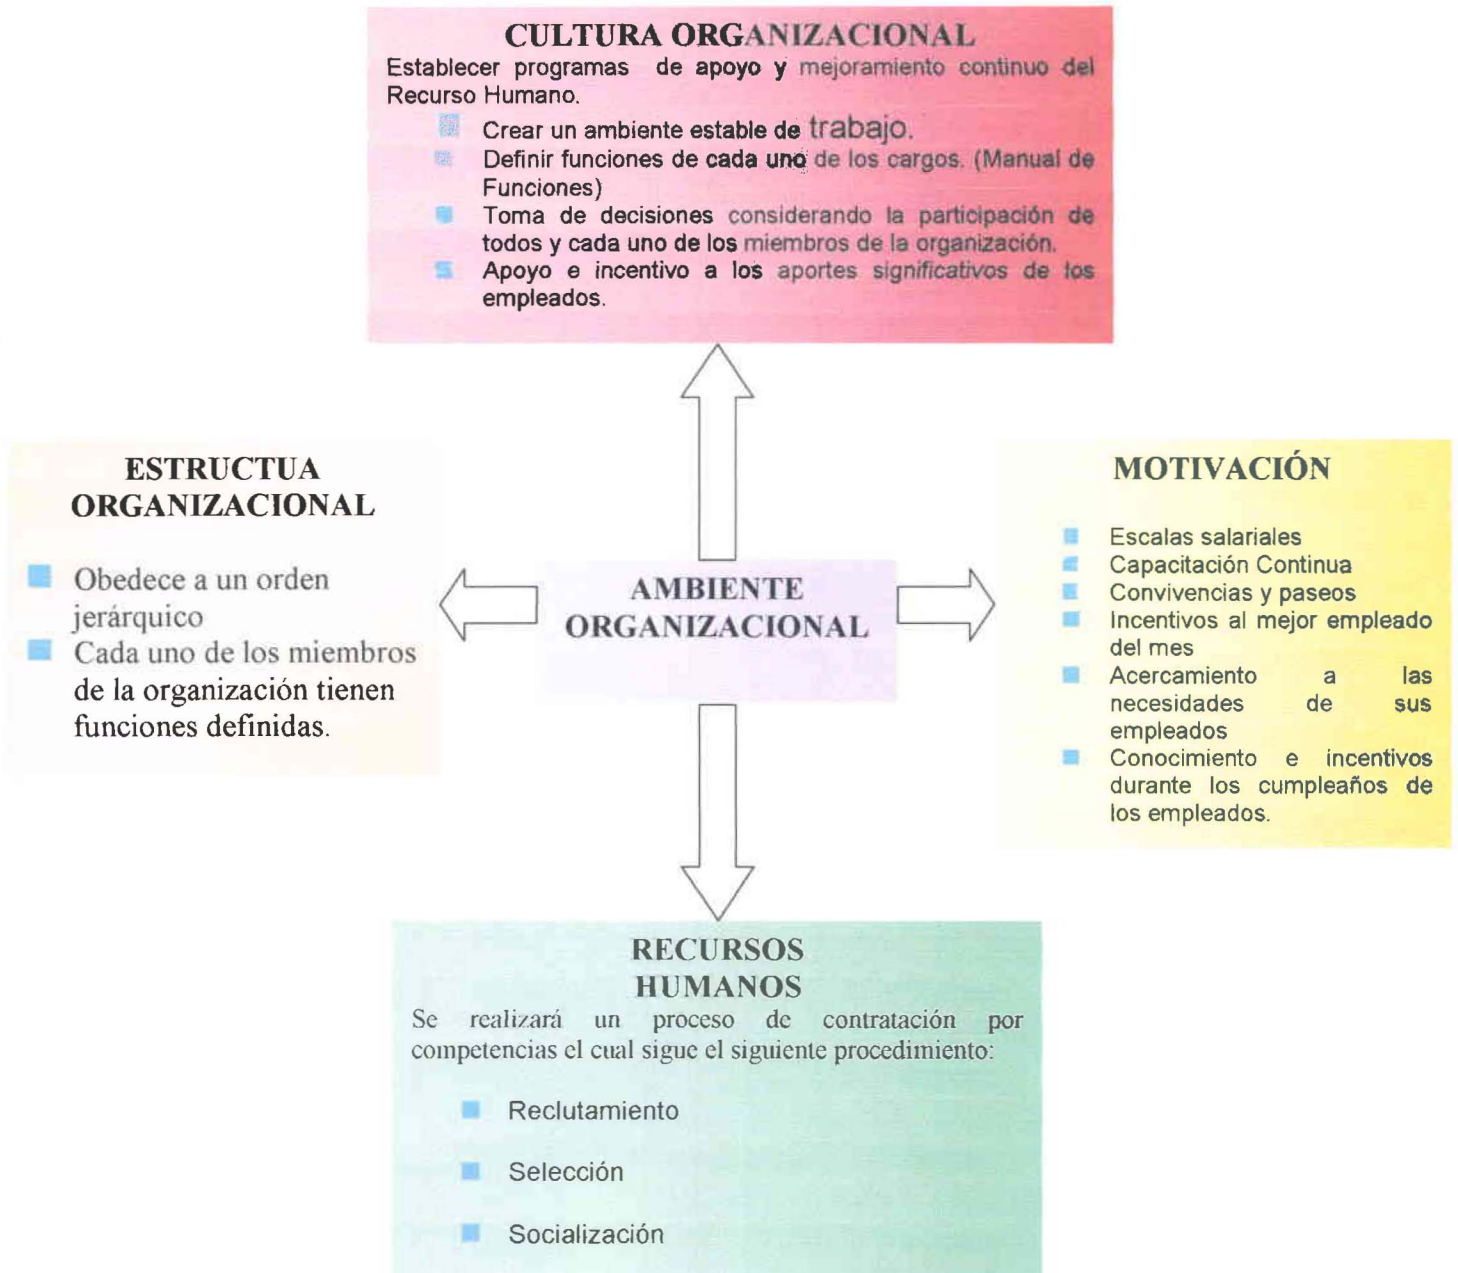 CULTURA ORGANIZACIONAL
Establecer programas de apoyo y mejoramiento continuo del
Recurso Humano.
Crear un ambiente estable de trabajo.
Definir funciones de cada uno de los cargos. (Manual de
Funciones)
Toma de decisiones considerando la participación de
todos y cada uno de los miembros de la organización.
Apoyo e incentivo a los aportes significativos de los
empleados.
ESTRUCTUA
ORGANIZACIONAL
Obedece a un orden
jerárquico
Cada uno de los miembros
de la organización tienen
funciones definidas.
AMBIENTE
ORGANIZACIONAL
MOTIVACIÓN
Escalas salariales
Capacitación Continua
Convivencias y paseos
Incentivos al mejor empleado
del mes
Acercamiento a las
necesidades de sus
empleados
Conocimiento e incentivos
durante los cumpleaños de
los empleados.
RECURSOS
HUMANOS
Se realizará un proceso de contratación por
competencias el cual sigue el siguiente procedimiento:
Reclutamiento
Selección
Socialización